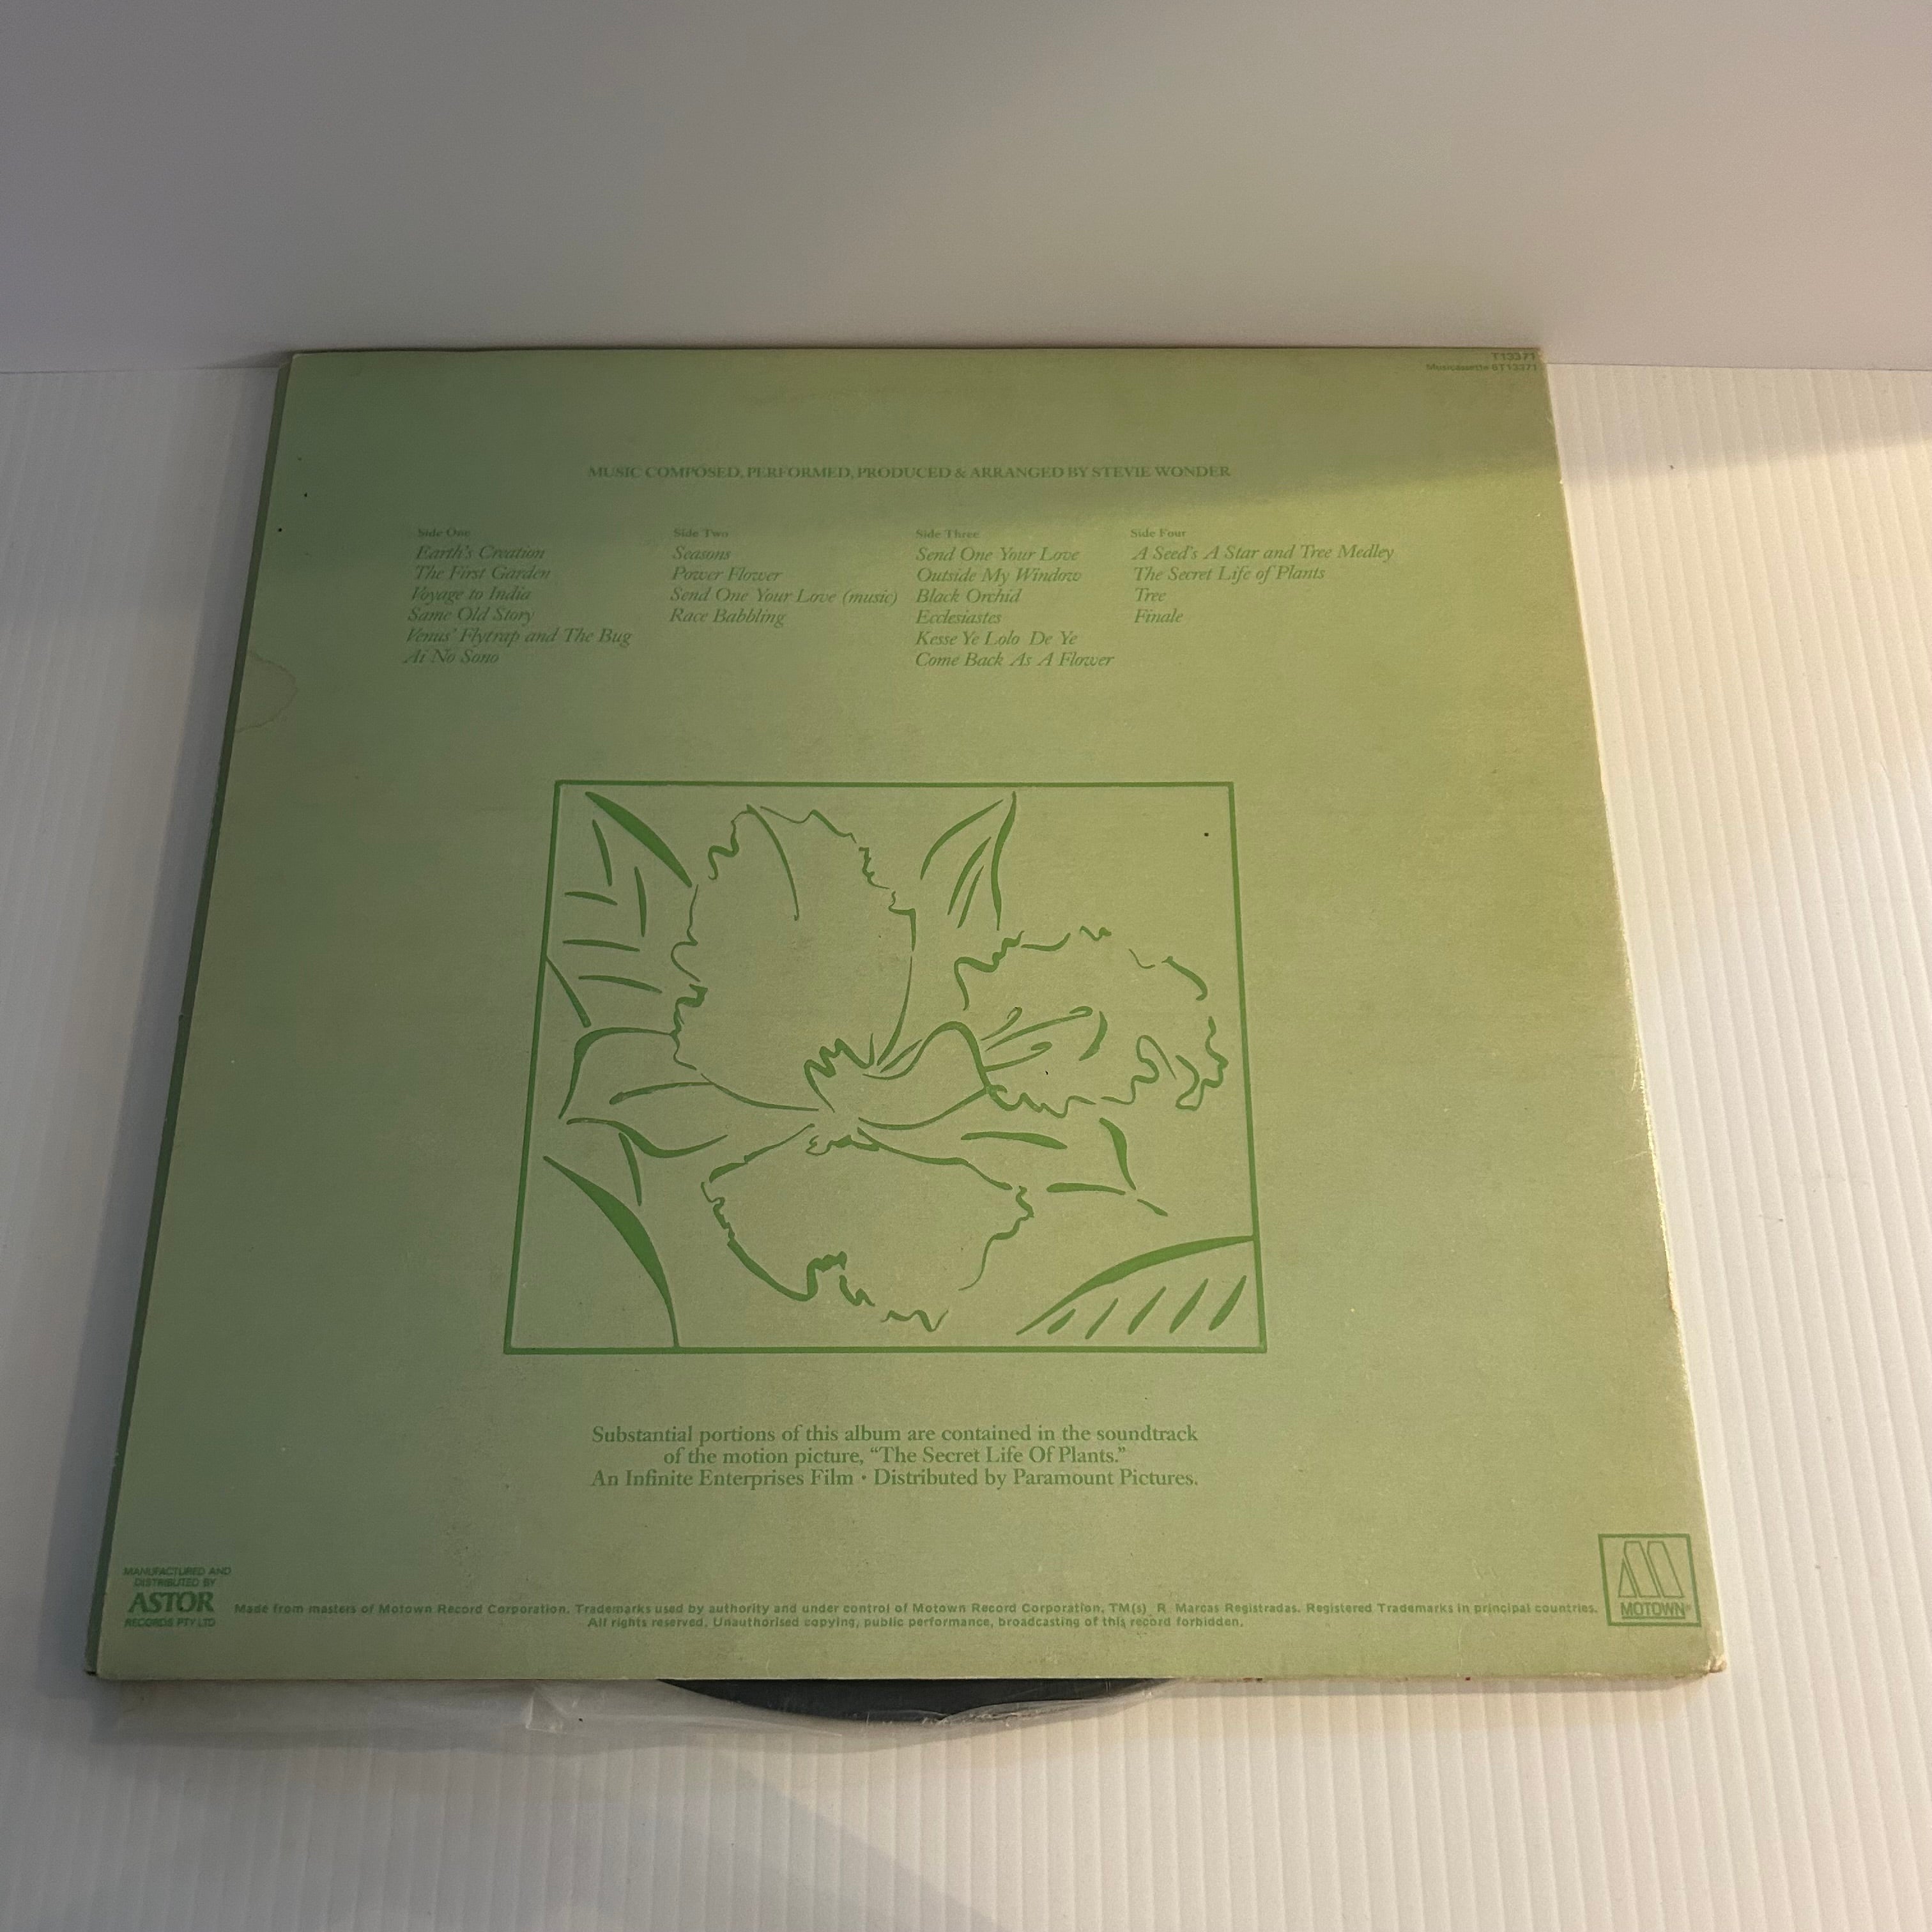 T13371
Musicassette 6T13371
MUSIC COMPOSED, PERFORMED, PRODUCED & ARRANGED BY STEVIE WONDER
Side One
Earth's Creation
The First Garden
Voyage to India
Same Old Story
Venus' Flytrap and The Bug
Ai No Sono
Side Two
Seasons
Power Flower
Send One Your Love (music)
Race Babbling
Side Three
Send One Your Love
Outside My Window
Black Orchid
Ecclesiastes
Kesse Ye Lolo De Ye
Come Back As A Flower
Side Four
A Seed's A Star and Tree Medley
The Secret Life of Plants
Tree
Finale
Substantial portions of this album are contained in the soundtrack
of the motion picture, “The Secret Life Of Plants.”
An Infinite Enterprises Film • Distributed by Paramount Pictures.
MANUFACTURED AND
DISTRIBUTED BY
ASTOR
RECORDS PTY LTD
Made from masters of Motown Record Corporation. Trademarks used by authority and under control of Motown Record Corporation, TM(s) R Marcas Registradas. Registered Trademarks in principal countries.
All rights reserved. Unauthorised copying, public performance, broadcasting of this record forbidden.
MOTOWN®